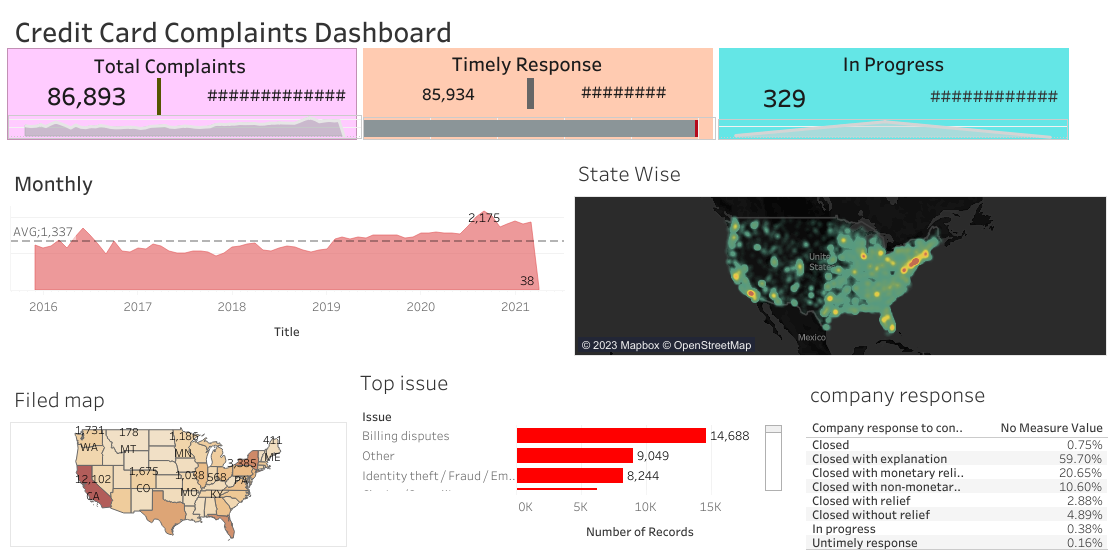 Credit Card Complaints Dashboard
Total Complaints
86,893
#############
Timely Response
85,934
########
In Progress
329
############
Monthly
AVG;1,337
2,175
38
2016 2017 2018 2019 2020 2021
Title
State Wise
United
States
Mexico
© 2023 Mapbox © OpenStreetMap
Filed map
1,731
WA
178
MT
1,186
MN
411
ME
12,102
CA
1,675
CO
1,038
MO
568
KY
3,385
PA
Top issue
Issue
Billing disputes 14,688
Other 9,049
Identity theft / Fraud / Em.. 8,244
0K 5K 10K 15K
Number of Records
company response
Company response to con.. No Measure Value
Closed 0.75%
Closed with explanation 59.70%
Closed with monetary reli.. 20.65%
Closed with non-monetar.. 10.60%
Closed with relief 2.88%
Closed without relief 4.89%
In progress 0.38%
Untimely response 0.16%